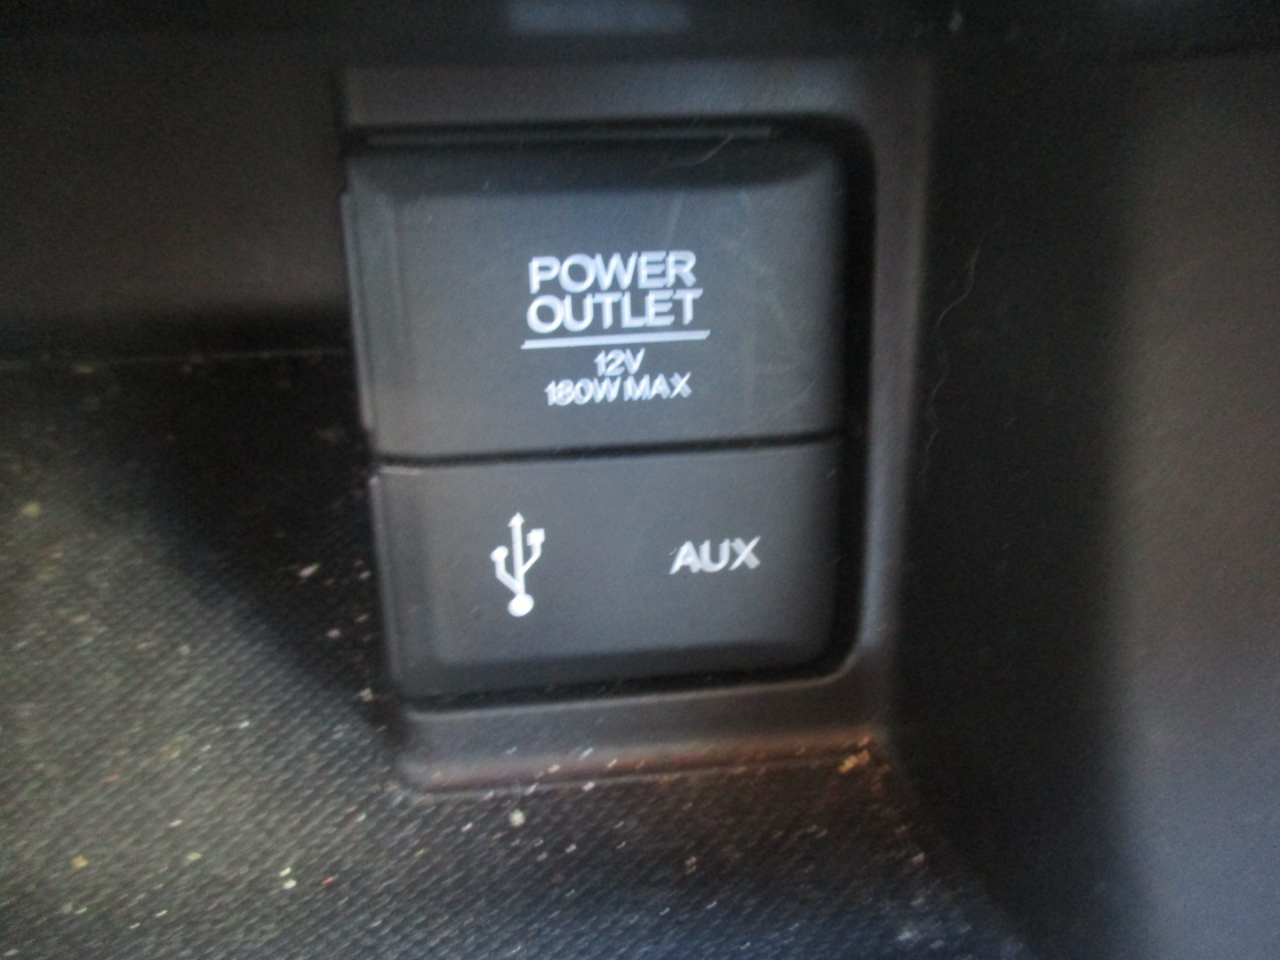 POWER
OUTLET
12V
180W MAX
AUX